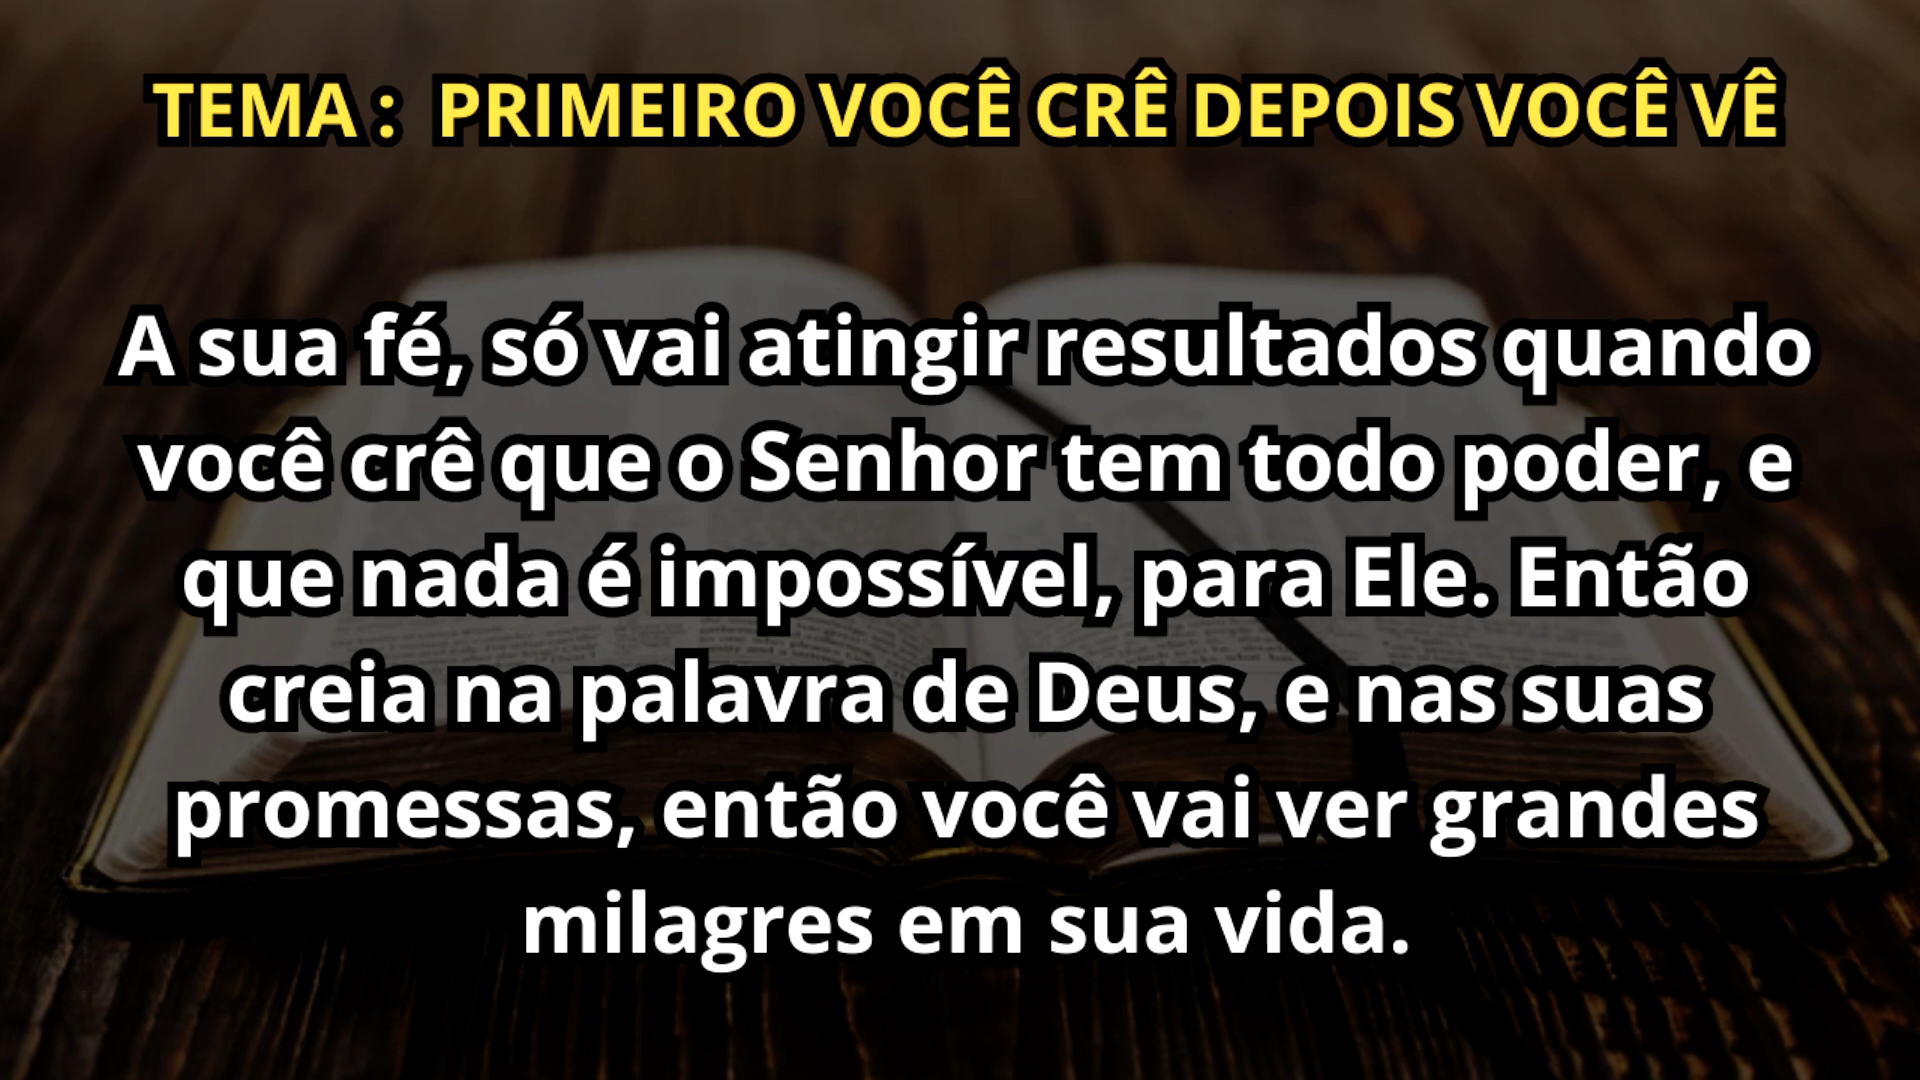 TEMA : PRIMEIRO VOCÊ CRÊ DEPOIS VOCÊ VÊ
A sua fé, só vai atingir resultados quando
você crê que o Senhor tem todo poder, e
que nada é impossível, para Ele. Então
creia na palavra de Deus, e nas suas
promessas, então você vai ver grandes
milagres em sua vida.